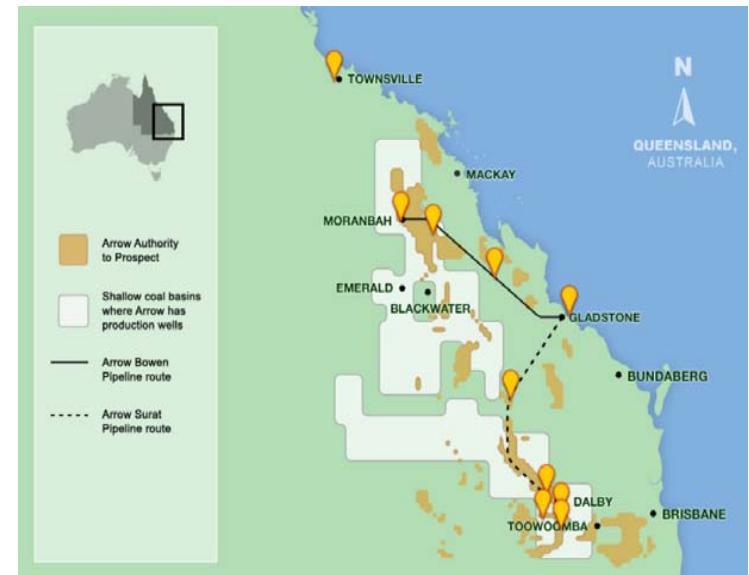 Arrow Authority
to Prospect
Shallow coal basins
where Arrow has
production wells
Arrow Bowen
Pipeline route
Arrow Surat
Pipeline route
N
QUEENSLAND,
AUSTRALIA
TOWNSVILLE
MACKAY
MORANBAH
EMERALD
BLACKWATER
GLADSTONE
BUNDABERG
DALBY
TOOWOOMBA
BRISBANE